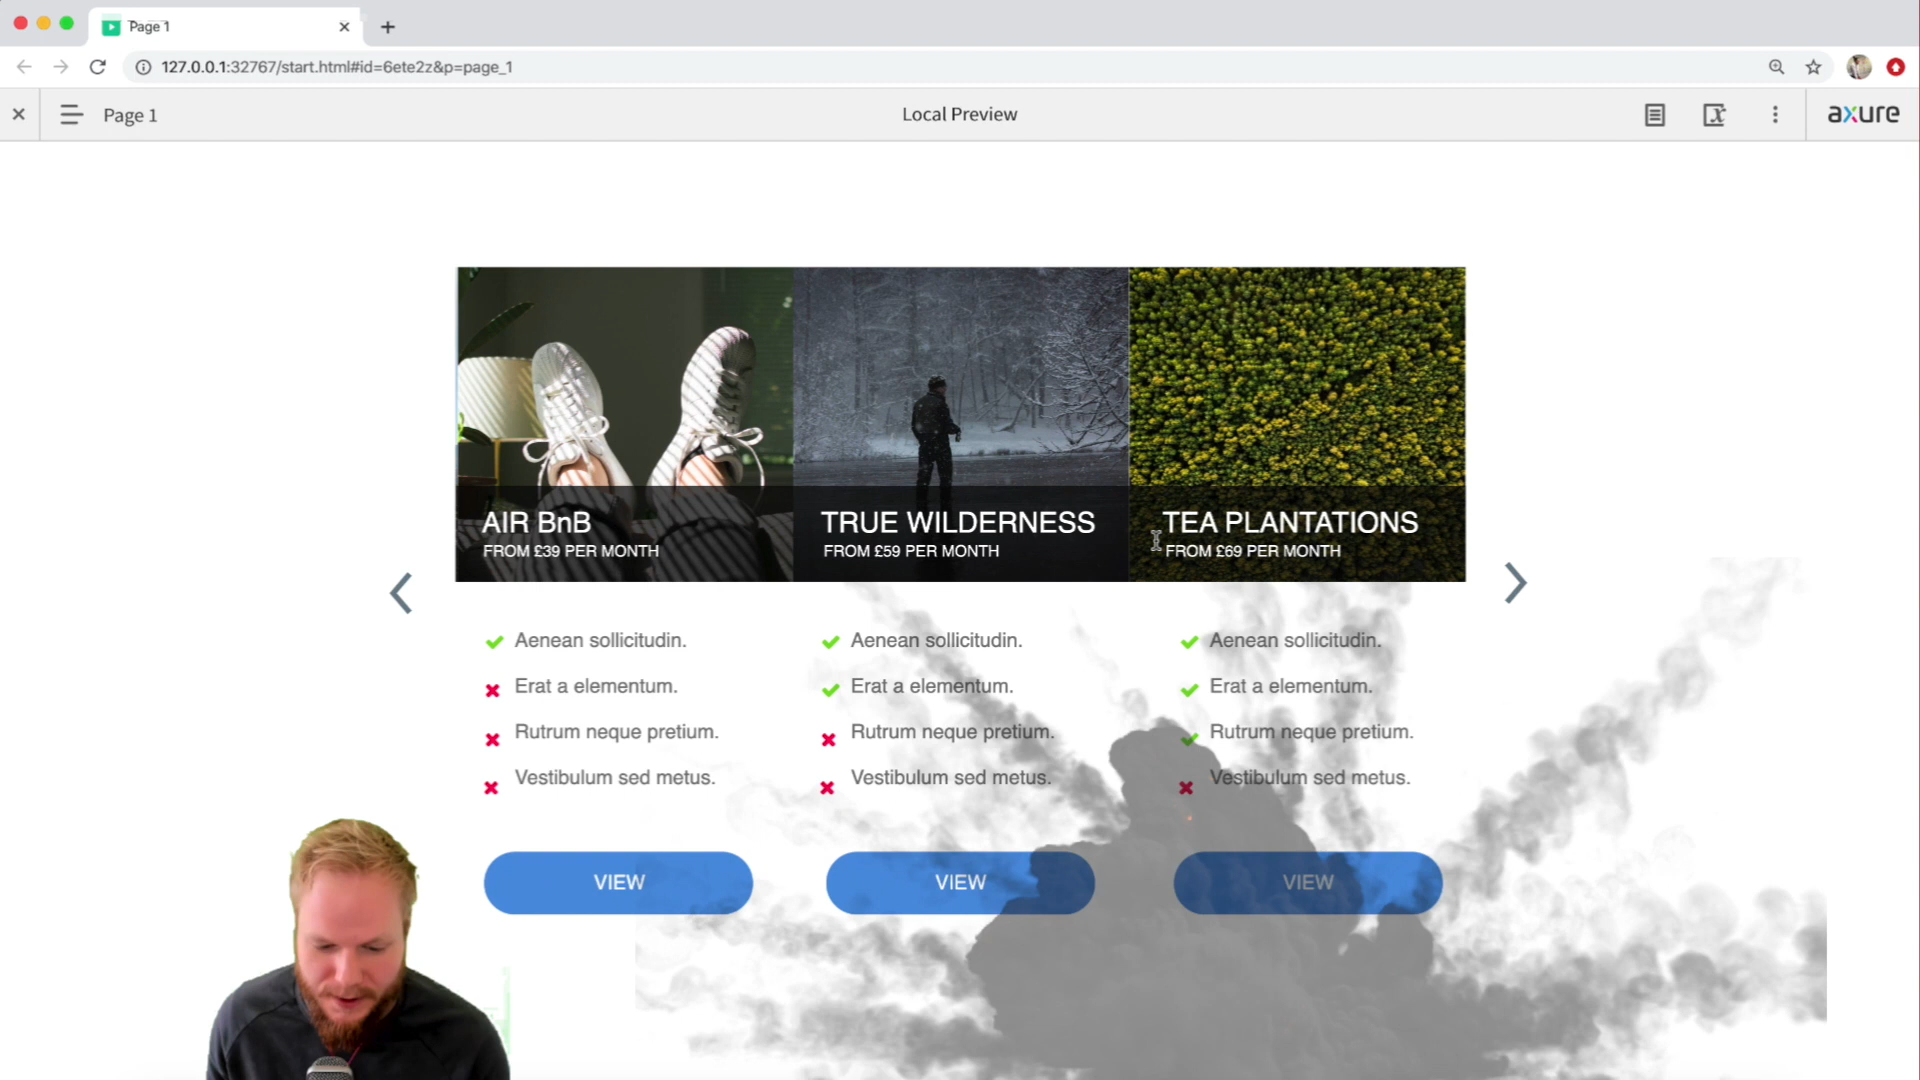 Page 1
127.0.0.1:32767/start.html#id=6ete2z&p=page_1
Page 1
Local Preview
axure
AIR BnB
FROM £39 PER MONTH
TRUE WILDERNESS
FROM £59 PER MONTH
TEA PLANTATIONS
FROM £69 PER MONTH
Aenean sollicitudin.
Erat a elementum.
Rutrum neque pretium.
Vestibulum sed metus.
Aenean sollicitudin.
Erat a elementum.
Rutrum neque pretium.
Vestibulum sed metus.
Aenean sollicitudin.
Erat a elementum.
Rutrum neque pretium.
Vestibulum sed metus.
VIEW
VIEW
VIEW